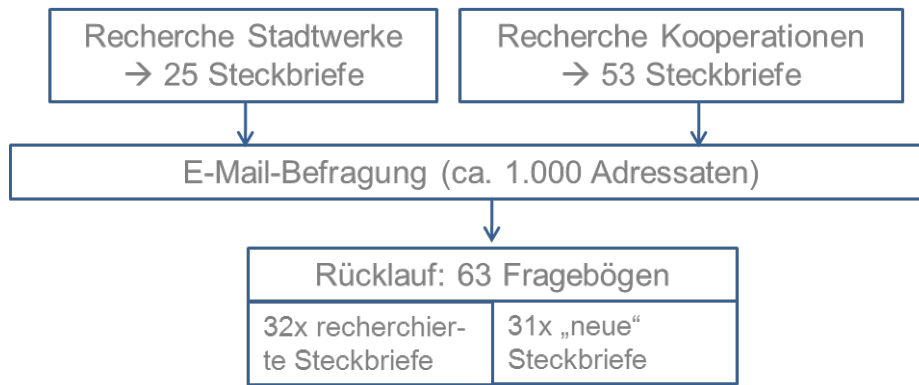 Recherche Stadtwerke
→ 25 Steckbriefe
Recherche Kooperationen
→ 53 Steckbriefe
E-Mail-Befragung (ca. 1.000 Adressaten)
Rücklauf: 63 Fragebögen
32x recherchier-
te Steckbriefe
31x „neue“
Steckbriefe